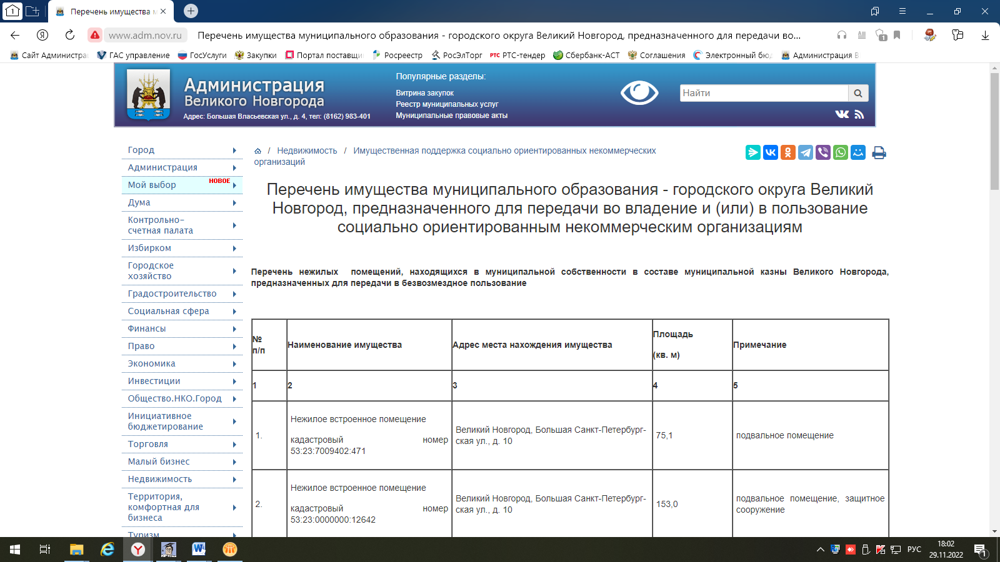 1
Перечень имущества м
www.adm.nov.ru
Перечень имущества муниципального образования - городского округа Великий Новгород, предназначенного для передачи во...
1
Сайт Администра
ГАС управление
ГосУслуги
Закупки
Портал поставщи
Росреестр
РосЭлТорг
РТС РТС-тендер
Сбербанк-АСТ
Соглашения
Электронный бю
Администрация В
Администрация
Великого Новгорода
Адрес: Большая Власьевская ул., д. 4, тел: (8162) 983-401
Популярные разделы:
Витрина закупок
Реестр муниципальных услуг
Муниципальные правовые акты
Найти
Город
Администрация
Мой выбор
НОВОЕ
Дума
Контрольно-
счетная палата
Избирком
Городское
хозяйство
Градостроительство
Социальная сфера
Финансы
Право
Экономика
Инвестиции
Общество.НКО.Город
Инициативное
бюджетирование
Торговля
Малый бизнес
Недвижимость
Территория,
комфортная для
бизнеса
Туризм
/ Недвижимость / Имущественная поддержка социально ориентированных некоммерческих
организаций
Перечень имущества муниципального образования - городского округа Великий
Новгород, предназначенного для передачи во владение и (или) в пользование
социально ориентированным некоммерческим организациям
Перечень нежилых помещений, находящихся в муниципальной собственности в составе муниципальной казны Великого Новгорода,
предназначенных для передачи в безвозмездное пользование
№
п/п
Наименование имущества
Адрес места нахождения имущества
Площадь
(кв. м)
Примечание
1
2
3
4
5
1.
Нежилое встроенное помещение
кадастровый номер
53:23:7009402:471
Великий Новгород, Большая Санкт-Петербург-
ская ул., д. 10
75,1
подвальное помещение
2.
Нежилое встроенное помещение
кадастровый номер
53:23:0000000:12642
Великий Новгород, Большая Санкт-Петербург-
ская ул., д. 10
153,0
подвальное помещение, защитное
сооружение
РУС
18:02
29.11.2022
1